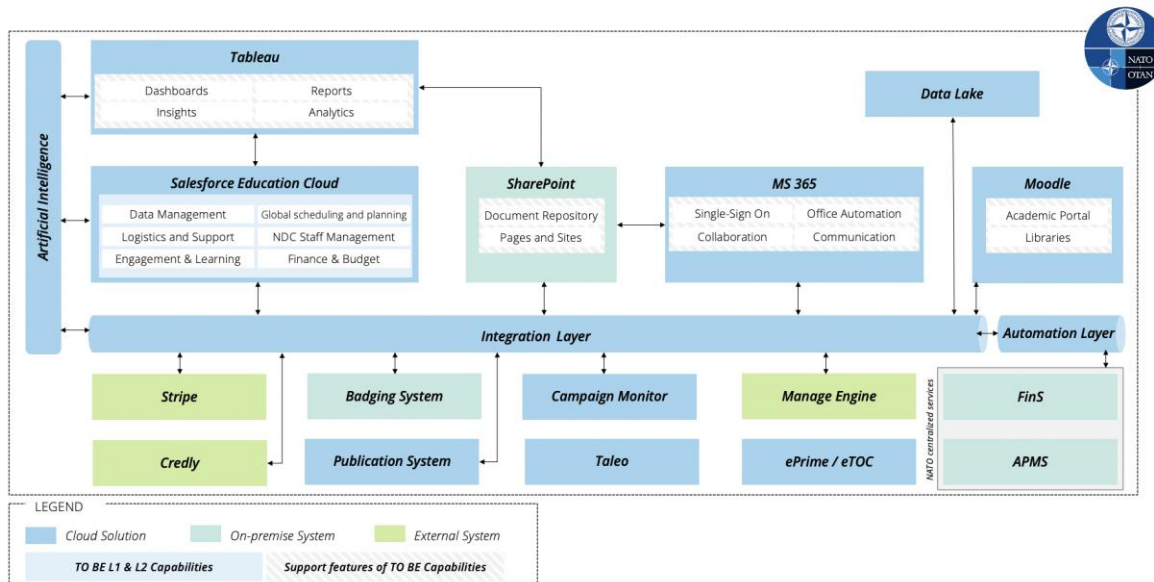 NATO
OTAN
Artificial Intelligence
Tableau
Dashboards
Reports
Insights
Analytics
Data Lake
Salesforce Education Cloud
Data Management
Global scheduling and planning
Logistics and Support
NDC Staff Management
Engagement & Learning
Finance & Budget
SharePoint
Document Repository
Pages and Sites
MS 365
Single-Sign On
Office Automation
Collaboration
Communication
Moodle
Academic Portal
Libraries
Integration Layer
Automation Layer
Stripe
Badging System
Campaign Monitor
Manage Engine
Credly
Publication System
Taleo
ePrime / eTOC
NATO centralized services
FinS
APMS
LEGEND
Cloud Solution
On-premise System
External System
TO BE L1 & L2 Capabilities
Support features of TO BE Capabilities